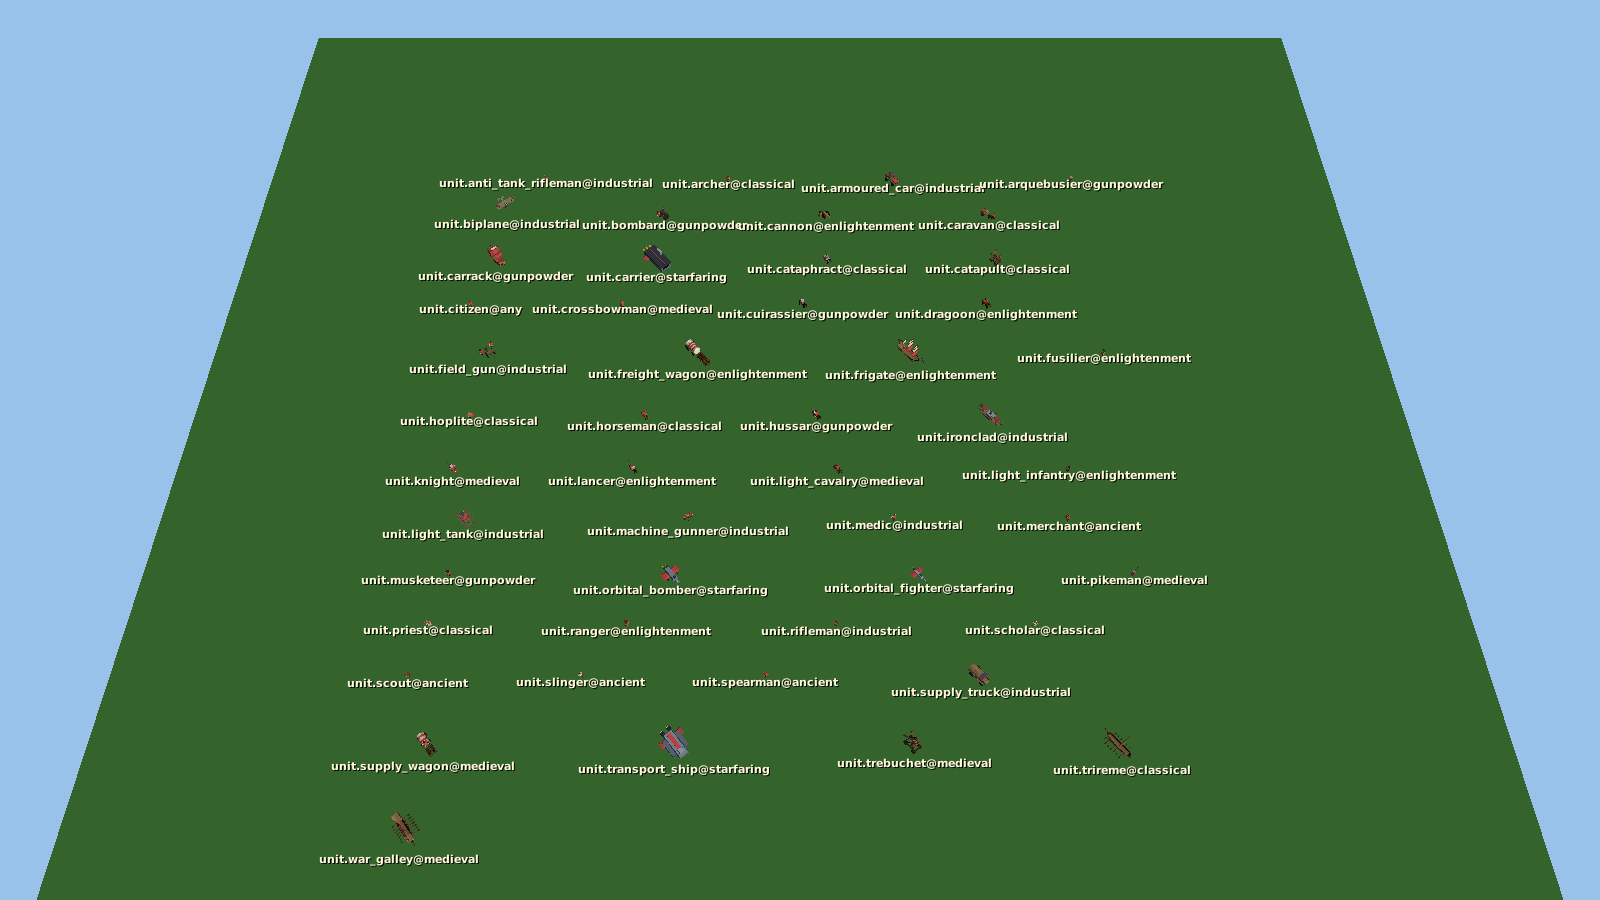 unit.anti_tank_rifleman@industrial
unit.archer@classical
unit.armoured_car@industrial
unit.arquebusier@gunpowder
unit.biplane@industrial
unit.bombard@gunpowder
unit.cannon@enlightenment
unit.caravan@classical
unit.carrack@gunpowder
unit.carrier@starfaring
unit.cataphract@classical
unit.catapult@classical
unit.citizen@any
unit.crossbowman@medieval
unit.cuirassier@gunpowder
unit.dragoon@enlightenment
unit.field_gun@industrial
unit.freight_wagon@enlightenment
unit.frigate@enlightenment
unit.fusilier@enlightenment
unit.hoplite@classical
unit.horseman@classical
unit.hussar@gunpowder
unit.ironclad@industrial
unit.knight@medieval
unit.lancer@enlightenment
unit.light_cavalry@medieval
unit.light_infantry@enlightenment
unit.light_tank@industrial
unit.machine_gunner@industrial
unit.medic@industrial
unit.merchant@ancient
unit.musketeer@gunpowder
unit.orbital_bomber@starfaring
unit.orbital_fighter@starfaring
unit.pikeman@medieval
unit.priest@classical
unit.ranger@enlightenment
unit.rifleman@industrial
unit.scholar@classical
unit.scout@ancient
unit.slinger@ancient
unit.spearman@ancient
unit.supply_truck@industrial
unit.supply_wagon@medieval
unit.transport_ship@starfaring
unit.trebuchet@medieval
unit.trireme@classical
unit.war_galley@medieval